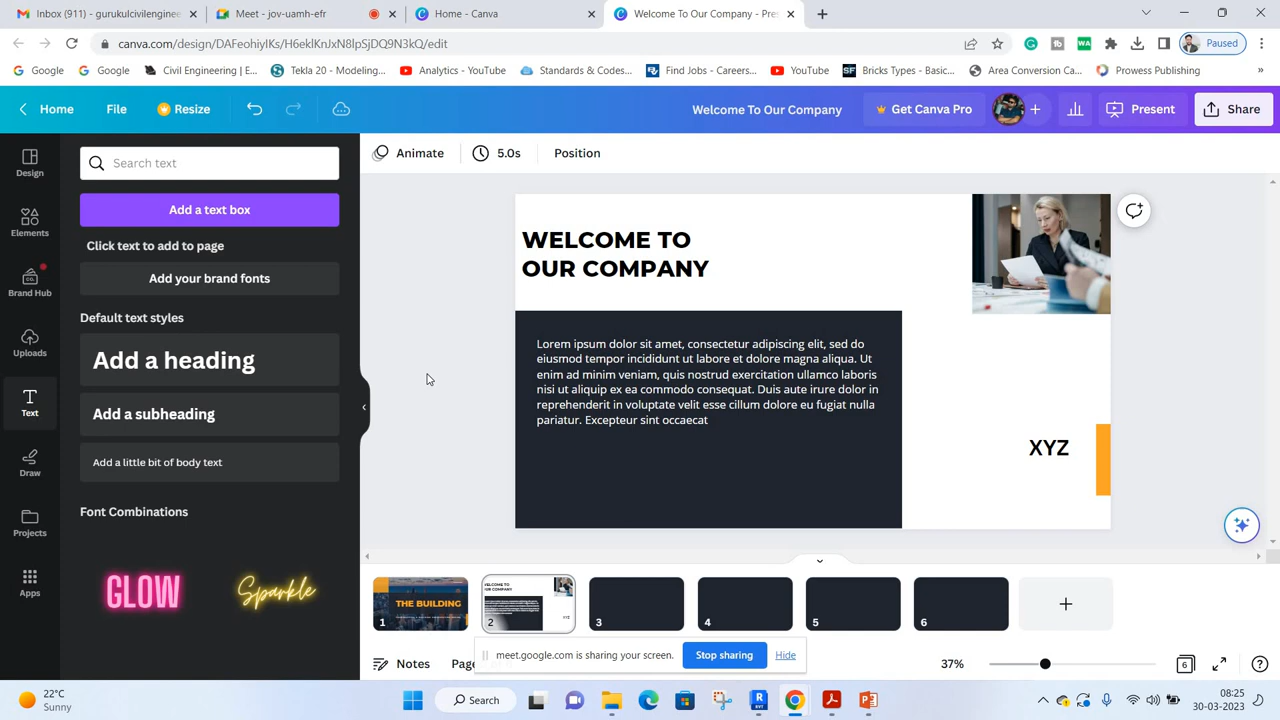 Inbox (911) - gurukulcivilenginee
Meet - jov-uamh-efr
Home - Canva
Welcome To Our Company - Pres
canva.com/design/DAFeohiyIKs/H6eklKnrxN8lhSjDO0N3kQ/edit
Paused
Google
Google
Civil Engineering | E...
Tekla 20 - Modeling...
Analytics - YouTube
Standards & Codes...
Find Jobs - Careers...
YouTube
Bricks Types - Basic...
Area Conversion Ca...
Prowess Publishing
Home
File
Resize
Welcome To Our Company
Get Canva Pro
Present
Share
Design
Elements
Brand Hub
Uploads
Text
Draw
Projects
Apps
Search text
Add a text box
Click text to add to page
Add your brand fonts
Default text styles
Add a heading
Add a subheading
Add a little bit of body text
Font Combinations
GLOW
Sparkle
Animate
5.0s
Position
WELCOME TO
OUR COMPANY
Lorem ipsum dolor sit amet, consectetur adipiscing elit, sed do
eiusmod tempor incididunt ut labore et dolore magna aliqua. Ut
enim ad minim veniam, quis nostrud exercitation ullamco laboris
nisi ut aliquip ex ea commodo consequat. Duis aute irure dolor in
reprehenderit in voluptate velit esse cillum dolore eu fugiat nulla
pariatur. Excepteur sint occaecat
XYZ
THE BUILDING
1
WELCOME TO
OUR COMPANY
2
3
4
5
6
meet.google.com is sharing your screen.
Stop sharing
Hide
Notes
Pag
37%
6
22°C
Sunny
Search
08:25
30-03-2023